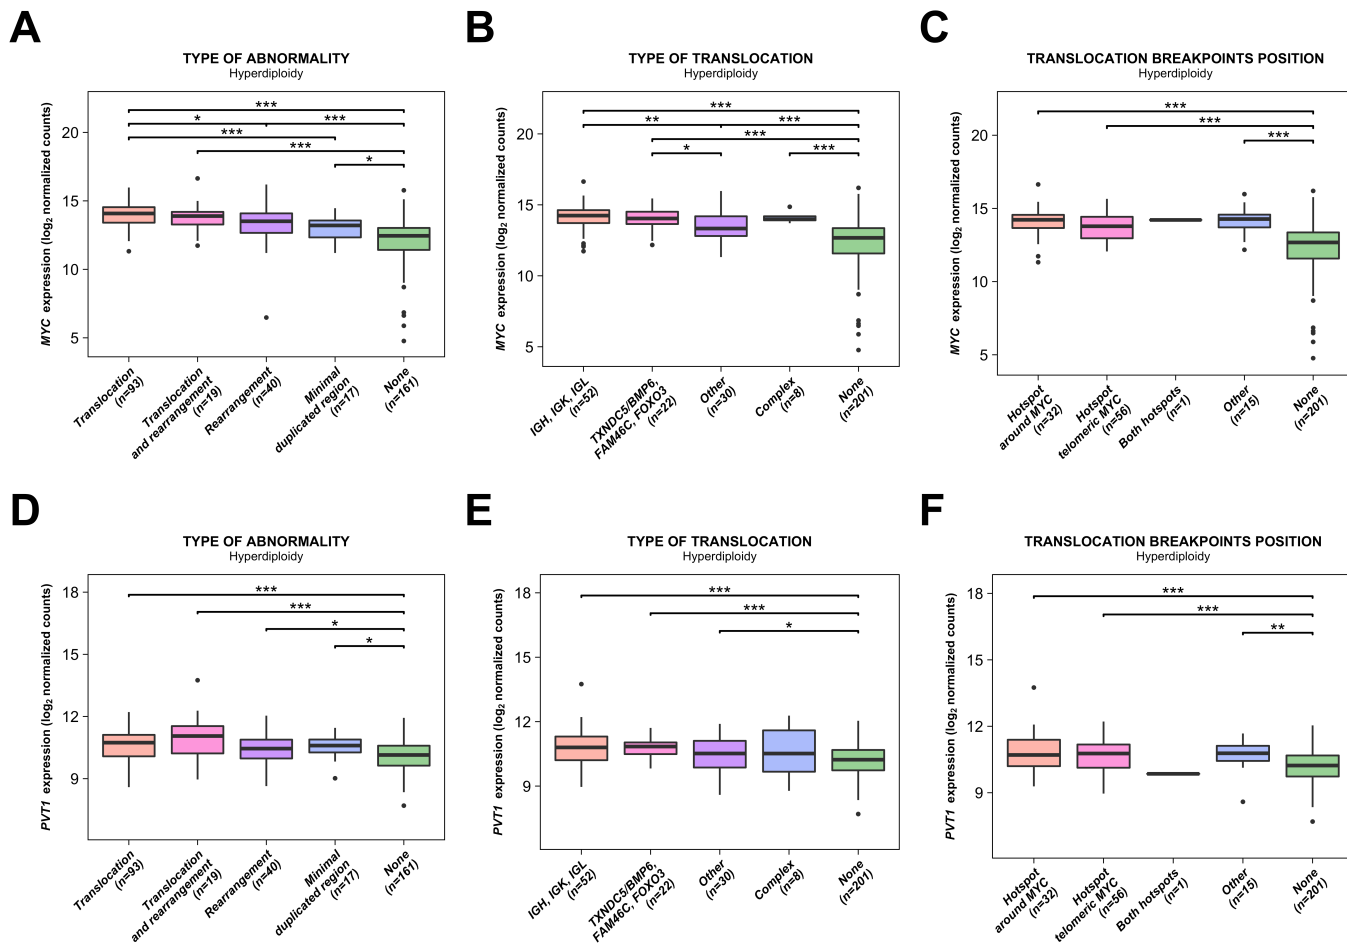 A
TYPE OF ABNORMALITY
Hyperdiploidy
MYC expression (log2 normalized counts)
20
15
10
5
***
*
***
***
***
*
Translocation
(n=93)
Translocation
and rearrangement
(n=19)
Rearrangement
(n=40)
Minimal
duplicated region
(n=17)
None
(n=161)
B
TYPE OF TRANSLOCATION
Hyperdiploidy
MYC expression (log2 normalized counts)
20
15
10
5
***
**
***
***
*
***
IGH, IGK, IGL
(n=52)
TXNDC5/BMP6,
FAM46C, FOXO3
(n=22)
Other
(n=30)
Complex
(n=8)
None
(n=201)
C
TRANSLOCATION BREAKPOINTS POSITION
Hyperdiploidy
MYC expression (log2 normalized counts)
20
15
10
5
***
***
***
Hotspot
around MYC
(n=32)
Hotspot
telomeric MYC
(n=56)
Both hotspots
(n=1)
Other
(n=15)
None
(n=201)
D
TYPE OF ABNORMALITY
Hyperdiploidy
PVT1 expression (log2 normalized counts)
18
15
12
9
***
***
*
*
Translocation
(n=93)
Translocation
and rearrangement
(n=19)
Rearrangement
(n=40)
Minimal
duplicated region
(n=17)
None
(n=161)
E
TYPE OF TRANSLOCATION
Hyperdiploidy
PVT1 expression (log2 normalized counts)
18
15
12
9
***
***
*
IGH, IGK, IGL
(n=52)
TXNDC5/BMP6,
FAM46C, FOXO3
(n=22)
Other
(n=30)
Complex
(n=8)
None
(n=201)
F
TRANSLOCATION BREAKPOINTS POSITION
Hyperdiploidy
PVT1 expression (log2 normalized counts)
18
15
12
9
***
***
**
Hotspot
around MYC
(n=32)
Hotspot
telomeric MYC
(n=56)
Both hotspots
(n=1)
Other
(n=15)
None
(n=201)